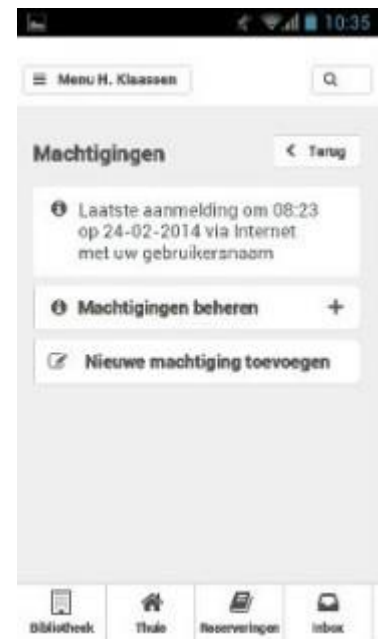 10:35
Menu H. Klaassen
Machtigingen
Terug
Laatste aanmelding om 08:23
op 24-02-2014 via Internet
met uw gebruikersnaam
Machtigingen beheren
Nieuwe machtiging toevoegen
Bibliotheek Thuis Reserveringen Inbox